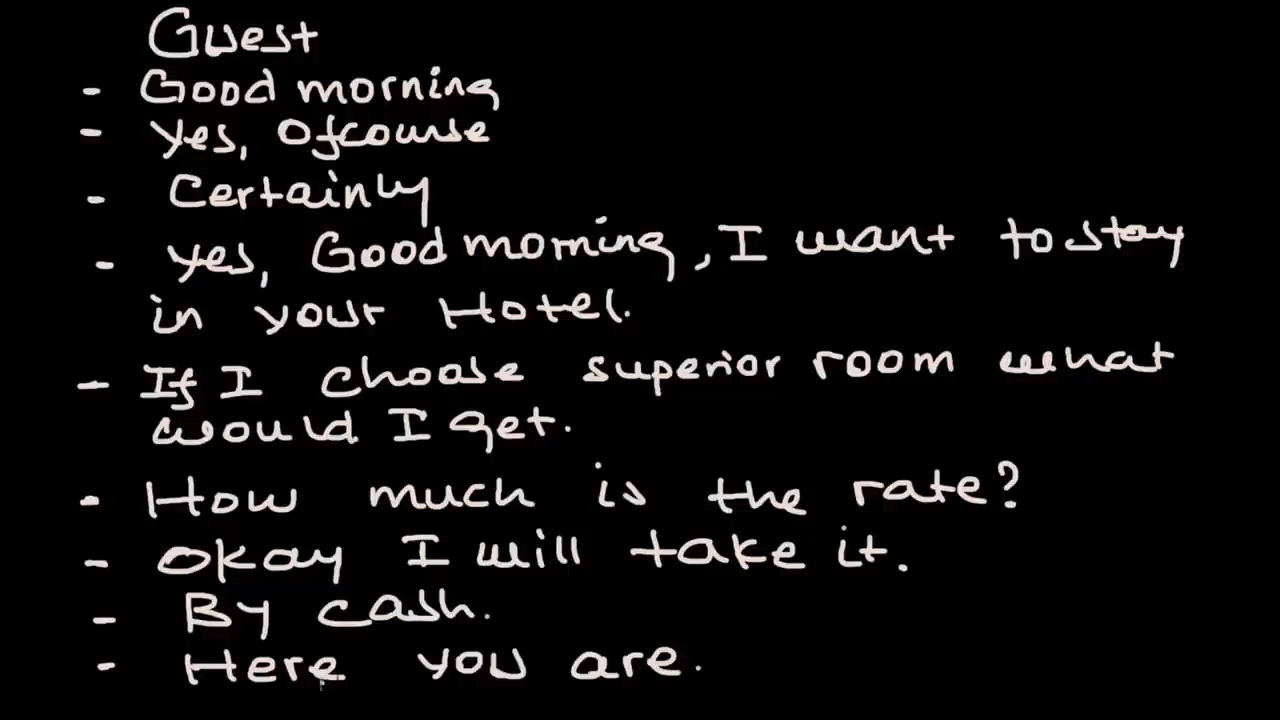 Guest
- Good morning
- Yes, Ofcourse
- Certainly
- Yes, Good morning, I want to stay
in your Hotel.
- If I choose superior room what
would I get.
- How much is the rate?
- Okay I will take it.
- By cash.
- Here you are.